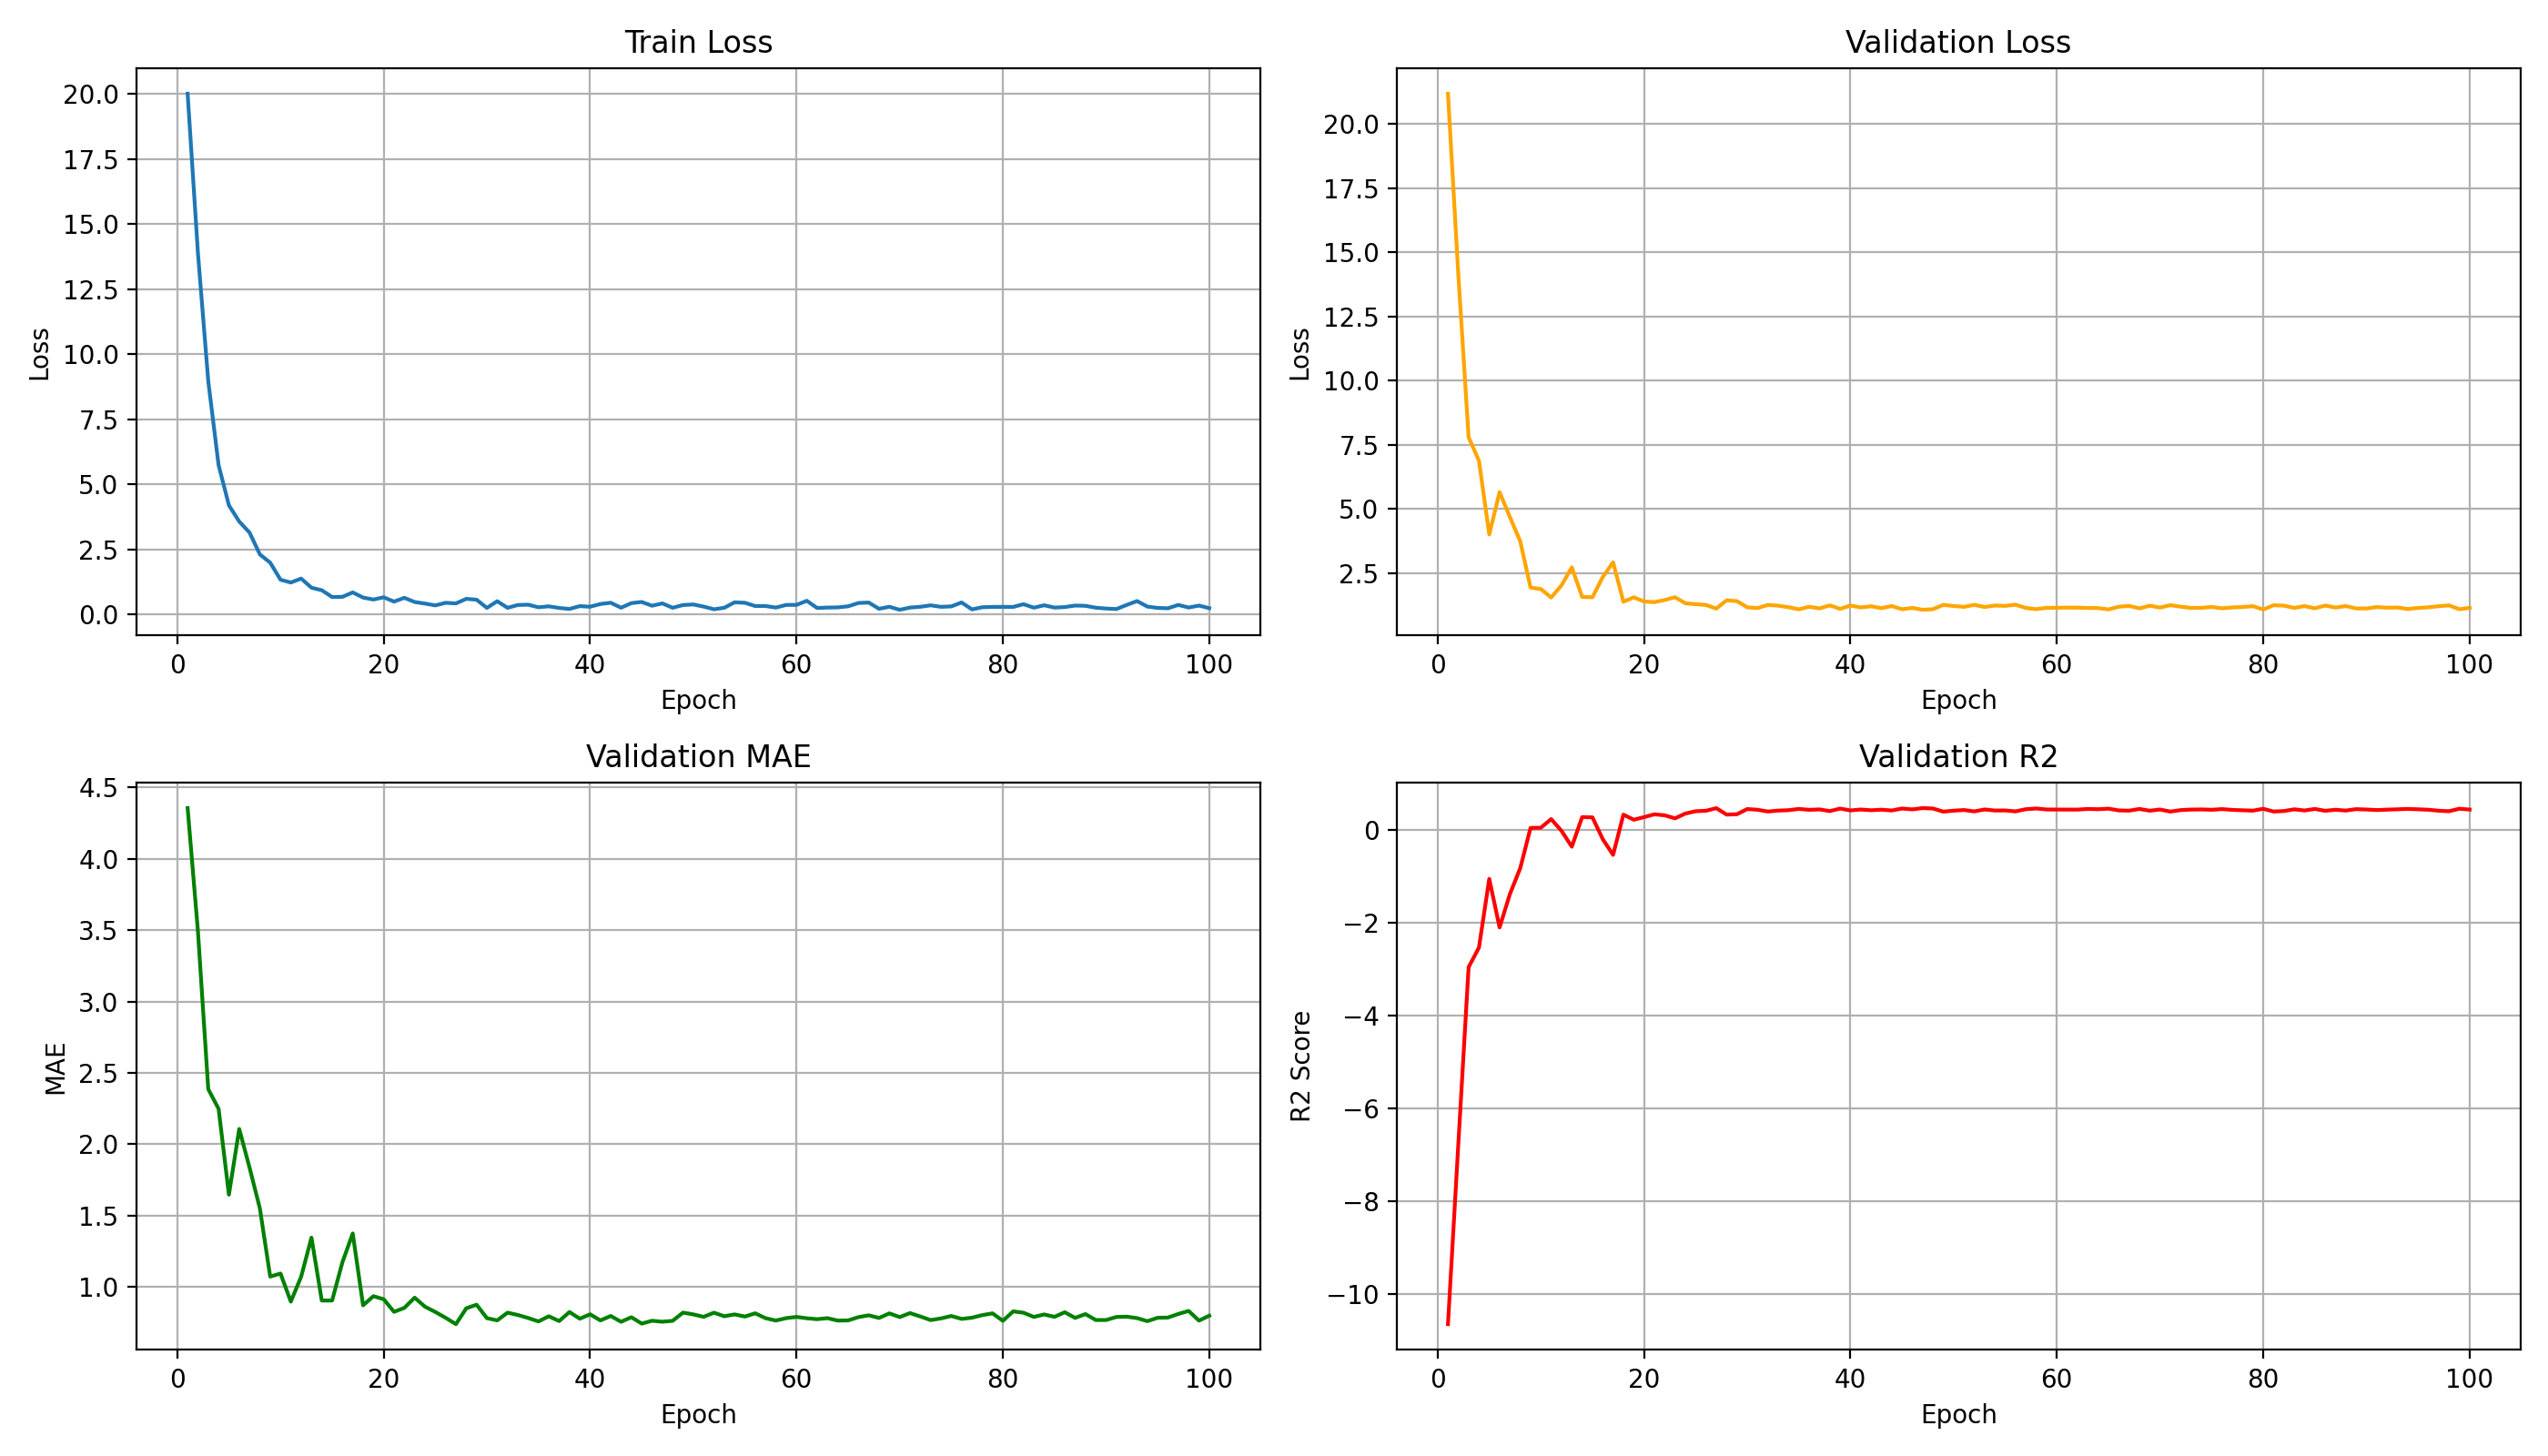 Train Loss
20.0
17.5
15.0
12.5
10.0
7.5
5.0
2.5
0.0
Loss
0 20 40 60 80 100
Epoch
Validation Loss
20.0
17.5
15.0
12.5
10.0
7.5
5.0
2.5
Loss
0 20 40 60 80 100
Epoch
Validation MAE
4.5
4.0
3.5
3.0
2.5
2.0
1.5
1.0
MAE
0 20 40 60 80 100
Epoch
Validation R2
0
−2
−4
−6
−8
−10
R2 Score
0 20 40 60 80 100
Epoch